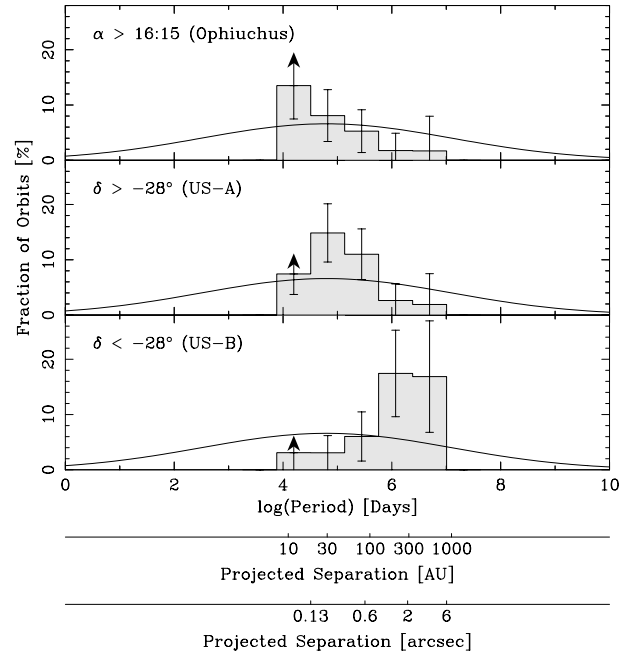 α > 16:15 (Ophiuchus)
20
10
0
δ > −28° (US−A)
20
10
0
Fraction of Orbits [%]
δ < −28° (US−B)
20
10
0
0 2 4 6 8 10
log(Period) [Days]
10 30 100 300 1000
Projected Separation [AU]
0.13 0.6 2 6
Projected Separation [arcsec]